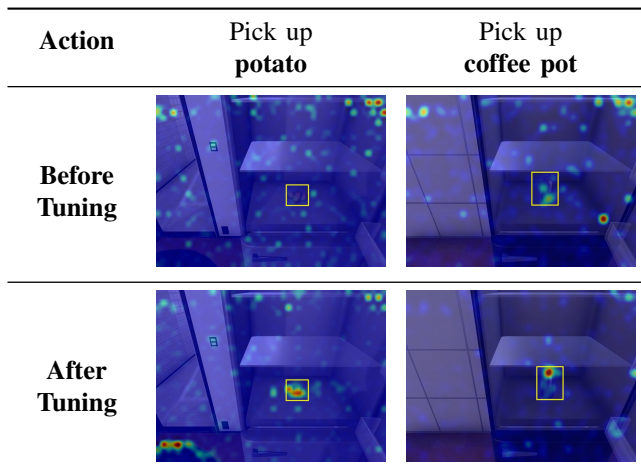 Action
Pick up
potato
Pick up
coffee pot
Before
Tuning
After
Tuning